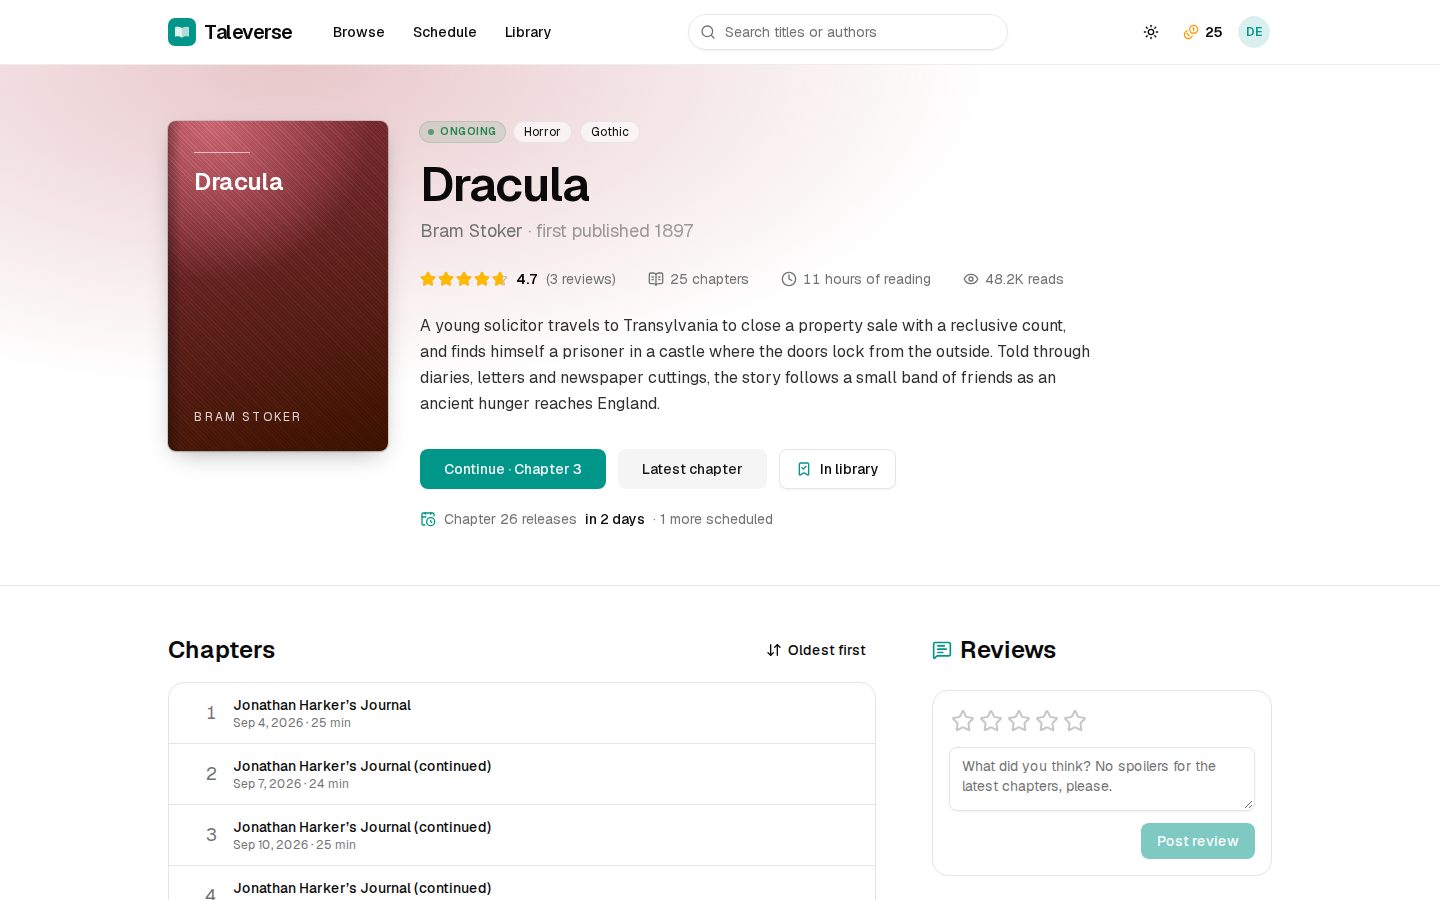 Taleverse
Browse
Schedule
Library
Search titles or authors
25
DE
Dracula
BRAM STOKER
ONGOING
Horror
Gothic
Dracula
Bram Stoker · first published 1897
4.7 (3 reviews)
25 chapters
11 hours of reading
48.2K reads
A young solicitor travels to Transylvania to close a property sale with a reclusive count,
and finds himself a prisoner in a castle where the doors lock from the outside. Told through
diaries, letters and newspaper cuttings, the story follows a small band of friends as an
ancient hunger reaches England.
Continue · Chapter 3
Latest chapter
In library
Chapter 26 releases in 2 days · 1 more scheduled
Chapters
Oldest first
1
Jonathan Harker’s Journal
Sep 4, 2026 · 25 min
2
Jonathan Harker’s Journal (continued)
Sep 7, 2026 · 24 min
3
Jonathan Harker’s Journal (continued)
Sep 10, 2026 · 25 min
4
Jonathan Harker’s Journal (continued)
Reviews
What did you think? No spoilers for the
latest chapters, please.
Post review